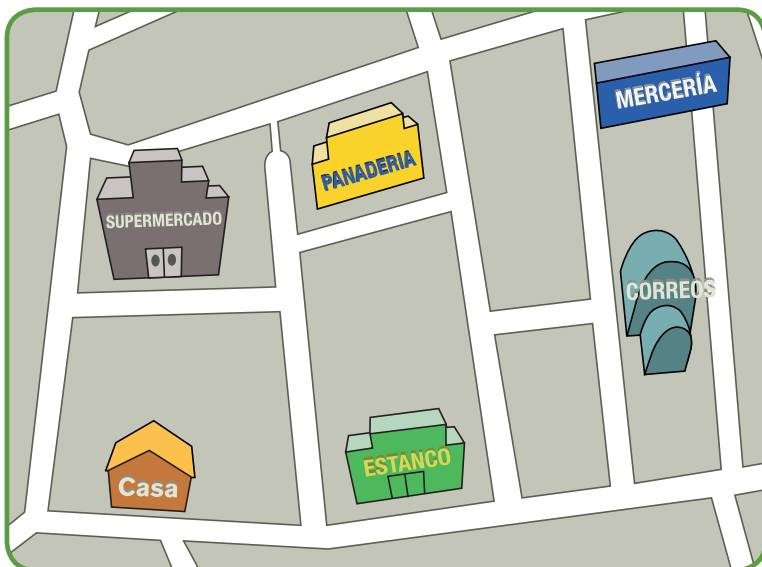 MERCERÍA
PANADERIA
SUPERMERCADO
CORREOS
ESTANCO
Casa